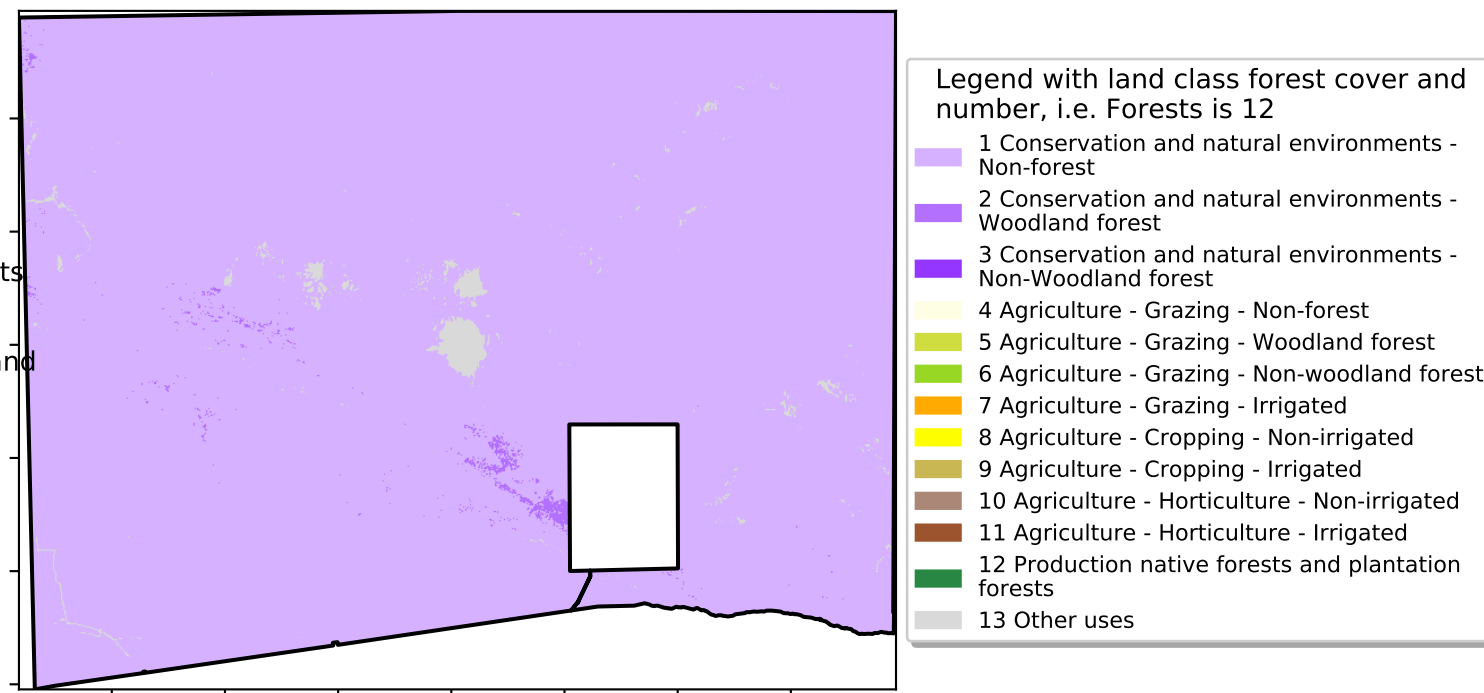 Legend with land class forest cover and
number, i.e. Forests is 12
1 Conservation and natural environments -
Non-forest
2 Conservation and natural environments -
Woodland forest
3 Conservation and natural environments -
Non-Woodland forest
4 Agriculture - Grazing - Non-forest
5 Agriculture - Grazing - Woodland forest
6 Agriculture - Grazing - Non-woodland forest
7 Agriculture - Grazing - Irrigated
8 Agriculture - Cropping - Non-irrigated
9 Agriculture - Cropping - Irrigated
10 Agriculture - Horticulture - Non-irrigated
11 Agriculture - Horticulture - Irrigated
12 Production native forests and plantation
forests
13 Other uses